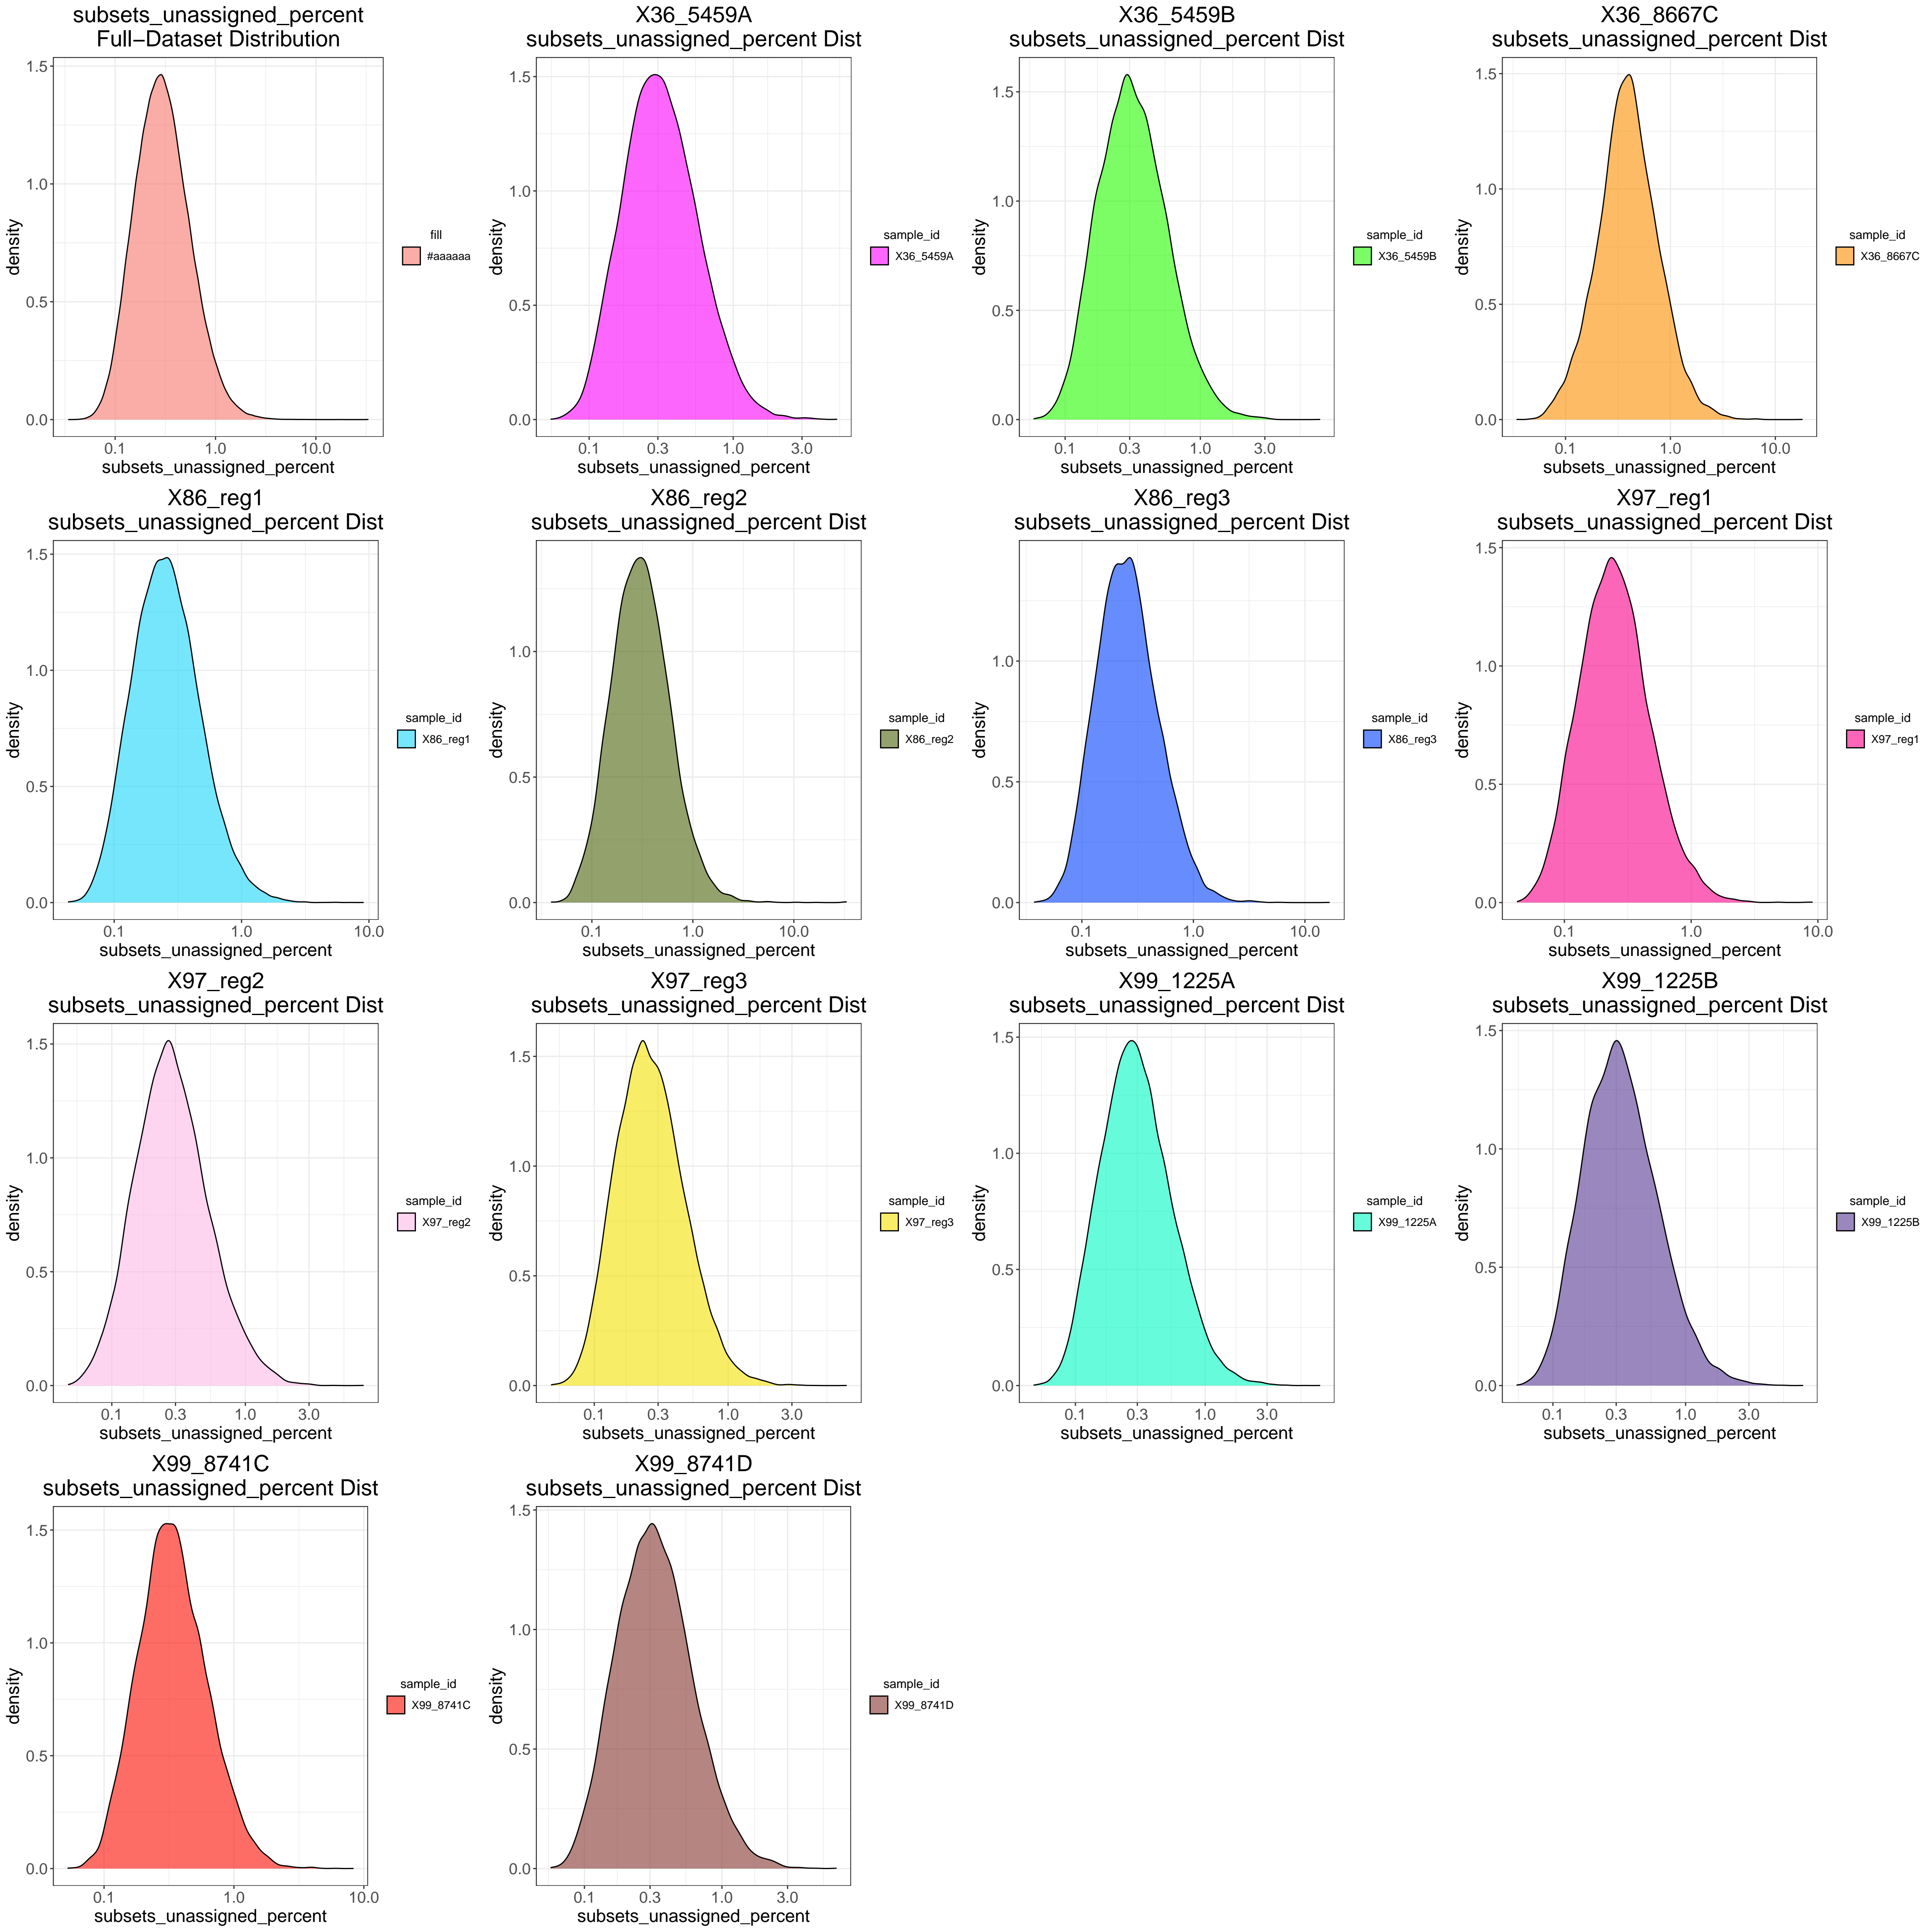 subsets_unassigned_percent
Full−Dataset Distribution
density
1.5
1.0
0.5
0.0
0.1
1.0
10.0
subsets_unassigned_percent
fill
#aaaaaa
X36_5459A
subsets_unassigned_percent Dist
density
1.5
1.0
0.5
0.0
0.1
0.3
1.0
3.0
subsets_unassigned_percent
sample_id
X36_5459A
X36_5459B
subsets_unassigned_percent Dist
density
1.5
1.0
0.5
0.0
0.1
0.3
1.0
3.0
subsets_unassigned_percent
sample_id
X36_5459B
X36_8667C
subsets_unassigned_percent Dist
density
1.5
1.0
0.5
0.0
0.1
1.0
10.0
subsets_unassigned_percent
sample_id
X36_8667C
X86_reg1
subsets_unassigned_percent Dist
density
1.5
1.0
0.5
0.0
0.1
1.0
10.0
subsets_unassigned_percent
sample_id
X86_reg1
X86_reg2
subsets_unassigned_percent Dist
density
1.0
0.5
0.0
0.1
1.0
10.0
subsets_unassigned_percent
sample_id
X86_reg2
X86_reg3
subsets_unassigned_percent Dist
density
1.0
0.5
0.0
0.1
1.0
10.0
subsets_unassigned_percent
sample_id
X86_reg3
X97_reg1
subsets_unassigned_percent Dist
density
1.5
1.0
0.5
0.0
0.1
1.0
10.0
subsets_unassigned_percent
sample_id
X97_reg1
X97_reg2
subsets_unassigned_percent Dist
density
1.5
1.0
0.5
0.0
0.1
0.3
1.0
3.0
subsets_unassigned_percent
sample_id
X97_reg2
X97_reg3
subsets_unassigned_percent Dist
density
1.5
1.0
0.5
0.0
0.1
0.3
1.0
3.0
subsets_unassigned_percent
sample_id
X97_reg3
X99_1225A
subsets_unassigned_percent Dist
density
1.5
1.0
0.5
0.0
0.1
0.3
1.0
3.0
subsets_unassigned_percent
sample_id
X99_1225A
X99_1225B
subsets_unassigned_percent Dist
density
1.5
1.0
0.5
0.0
0.1
0.3
1.0
3.0
subsets_unassigned_percent
sample_id
X99_1225B
X99_8741C
subsets_unassigned_percent Dist
density
1.5
1.0
0.5
0.0
0.1
1.0
10.0
subsets_unassigned_percent
sample_id
X99_8741C
X99_8741D
subsets_unassigned_percent Dist
density
1.5
1.0
0.5
0.0
0.1
0.3
1.0
3.0
subsets_unassigned_percent
sample_id
X99_8741D